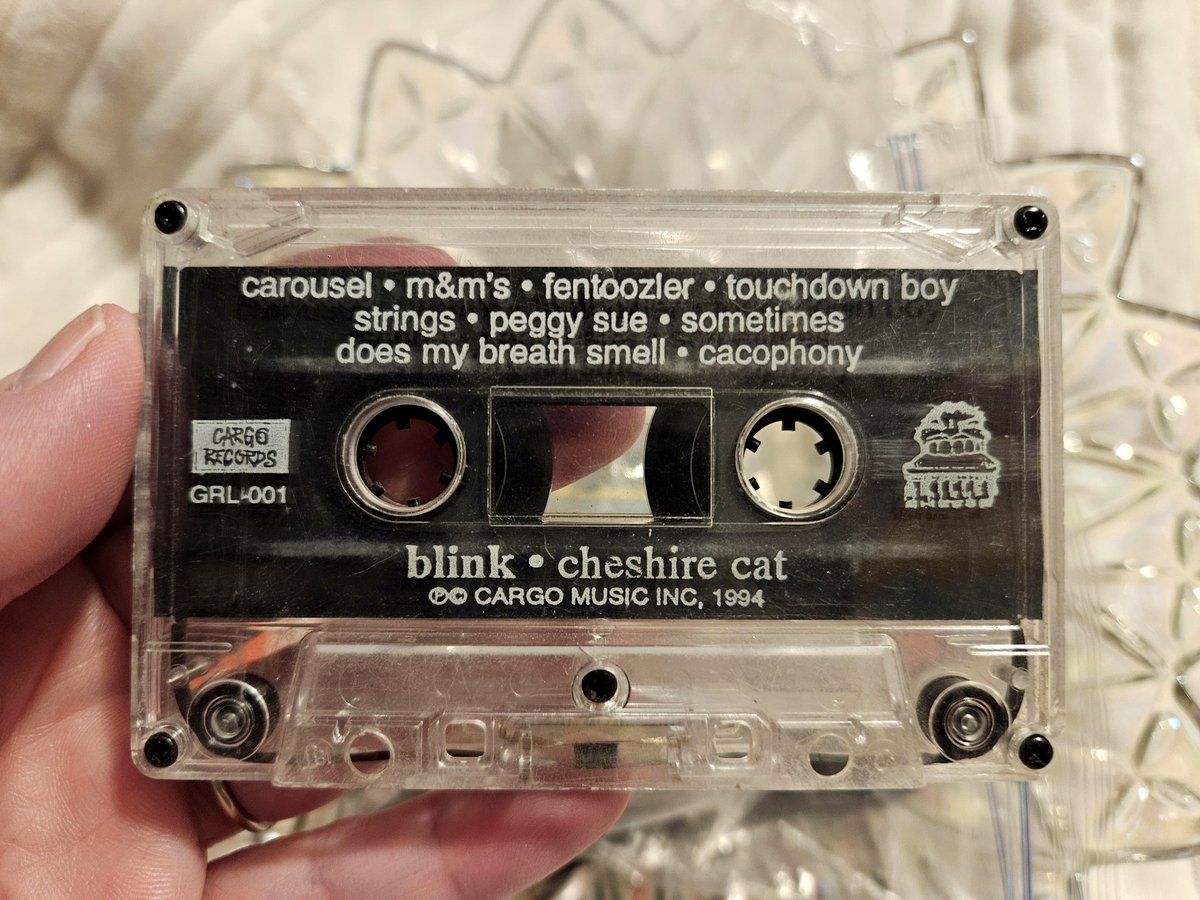 carousel • m&m's • fentoozler • touchdown boy
strings • peggy sue • sometimes
does my breath smell • cacophony
CARGO
RECORDS
GRL-001
GRILLED
blink • cheshire cat
℗© CARGO MUSIC INC, 1994